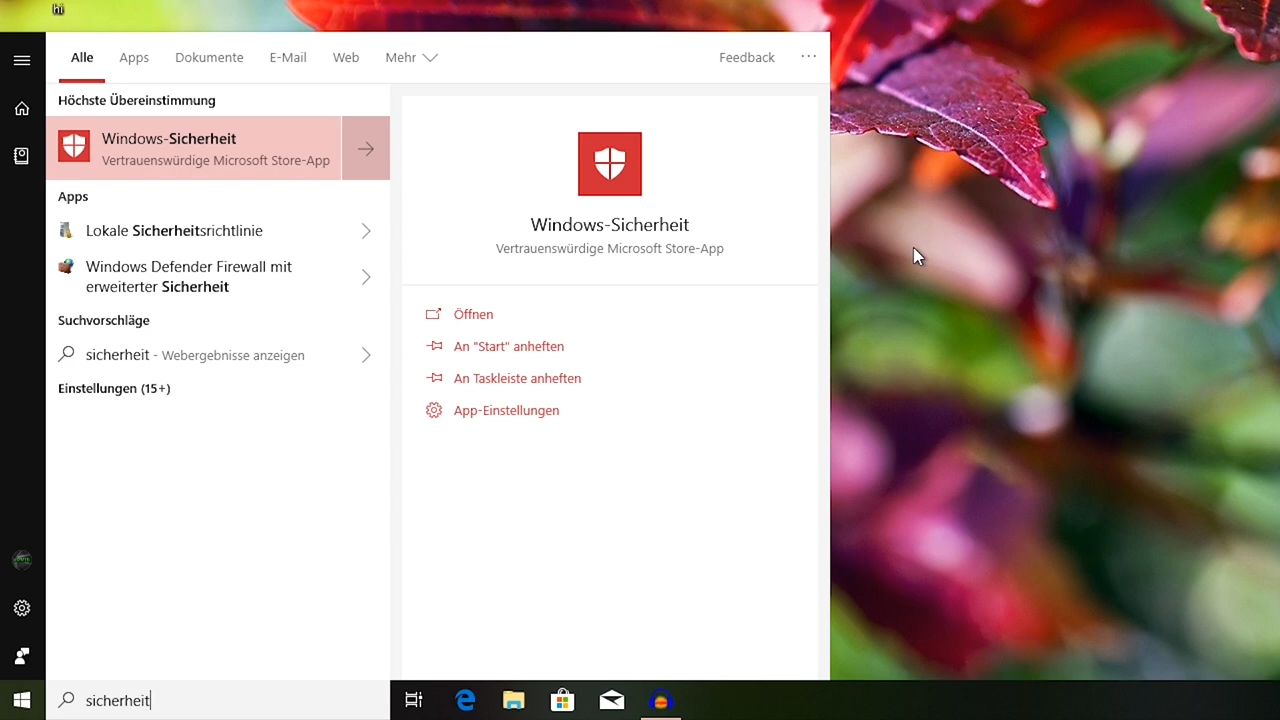 hi
Alle Apps Dokumente E-Mail Web Mehr Feedback ...
Höchste Übereinstimmung
Windows-Sicherheit
Vertrauenswürdige Microsoft Store-App
Apps
Lokale Sicherheitsrichtlinie
Windows Defender Firewall mit
erweiterter Sicherheit
Suchvorschläge
sicherheit - Webergebnisse anzeigen
Einstellungen (15+)
Windows-Sicherheit
Vertrauenswürdige Microsoft Store-App
Öffnen
An "Start" anheften
An Taskleiste anheften
App-Einstellungen
sicherheit